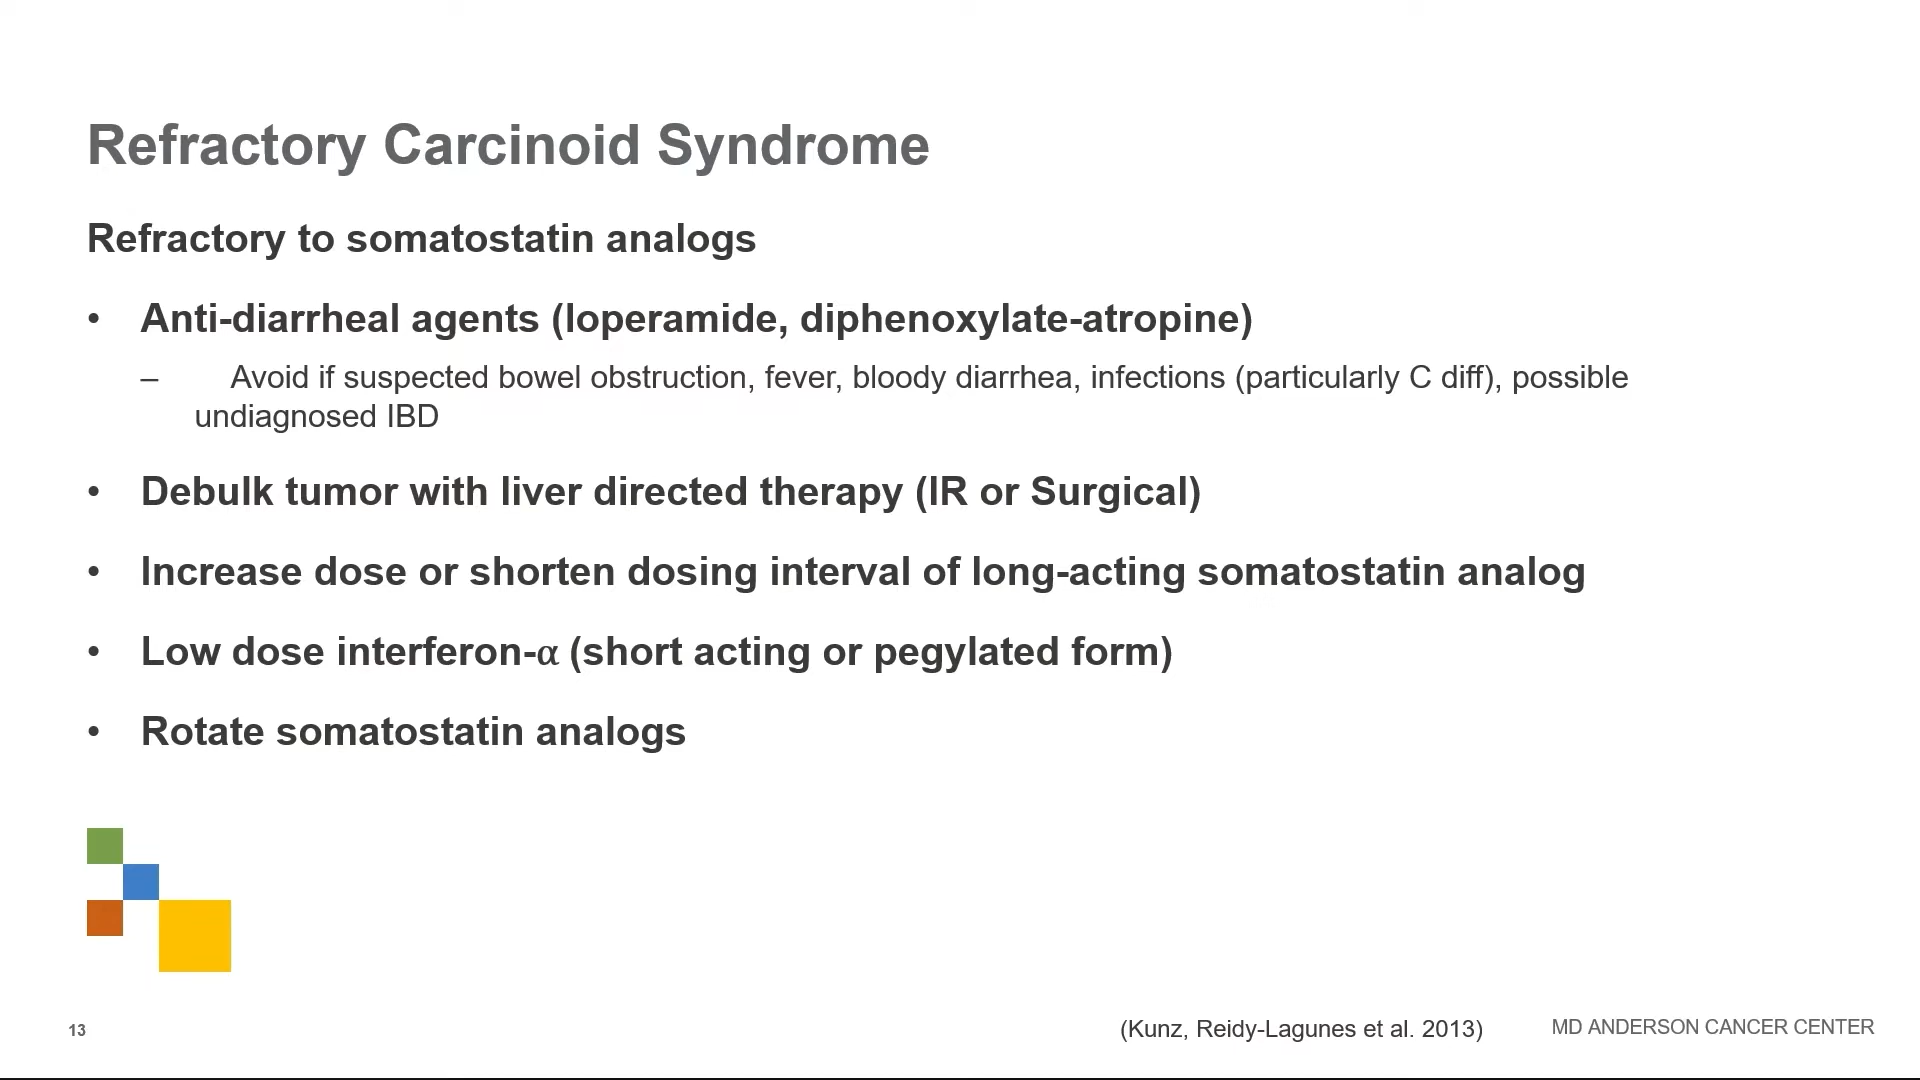 Refractory Carcinoid Syndrome
Refractory to somatostatin analogs
• Anti-diarrheal agents (loperamide, diphenoxylate-atropine)
– Avoid if suspected bowel obstruction, fever, bloody diarrhea, infections (particularly C diff), possible
undiagnosed IBD
• Debulk tumor with liver directed therapy (IR or Surgical)
• Increase dose or shorten dosing interval of long-acting somatostatin analog
• Low dose interferon-α (short acting or pegylated form)
• Rotate somatostatin analogs
13
(Kunz, Reidy-Lagunes et al. 2013)
MD ANDERSON CANCER CENTER